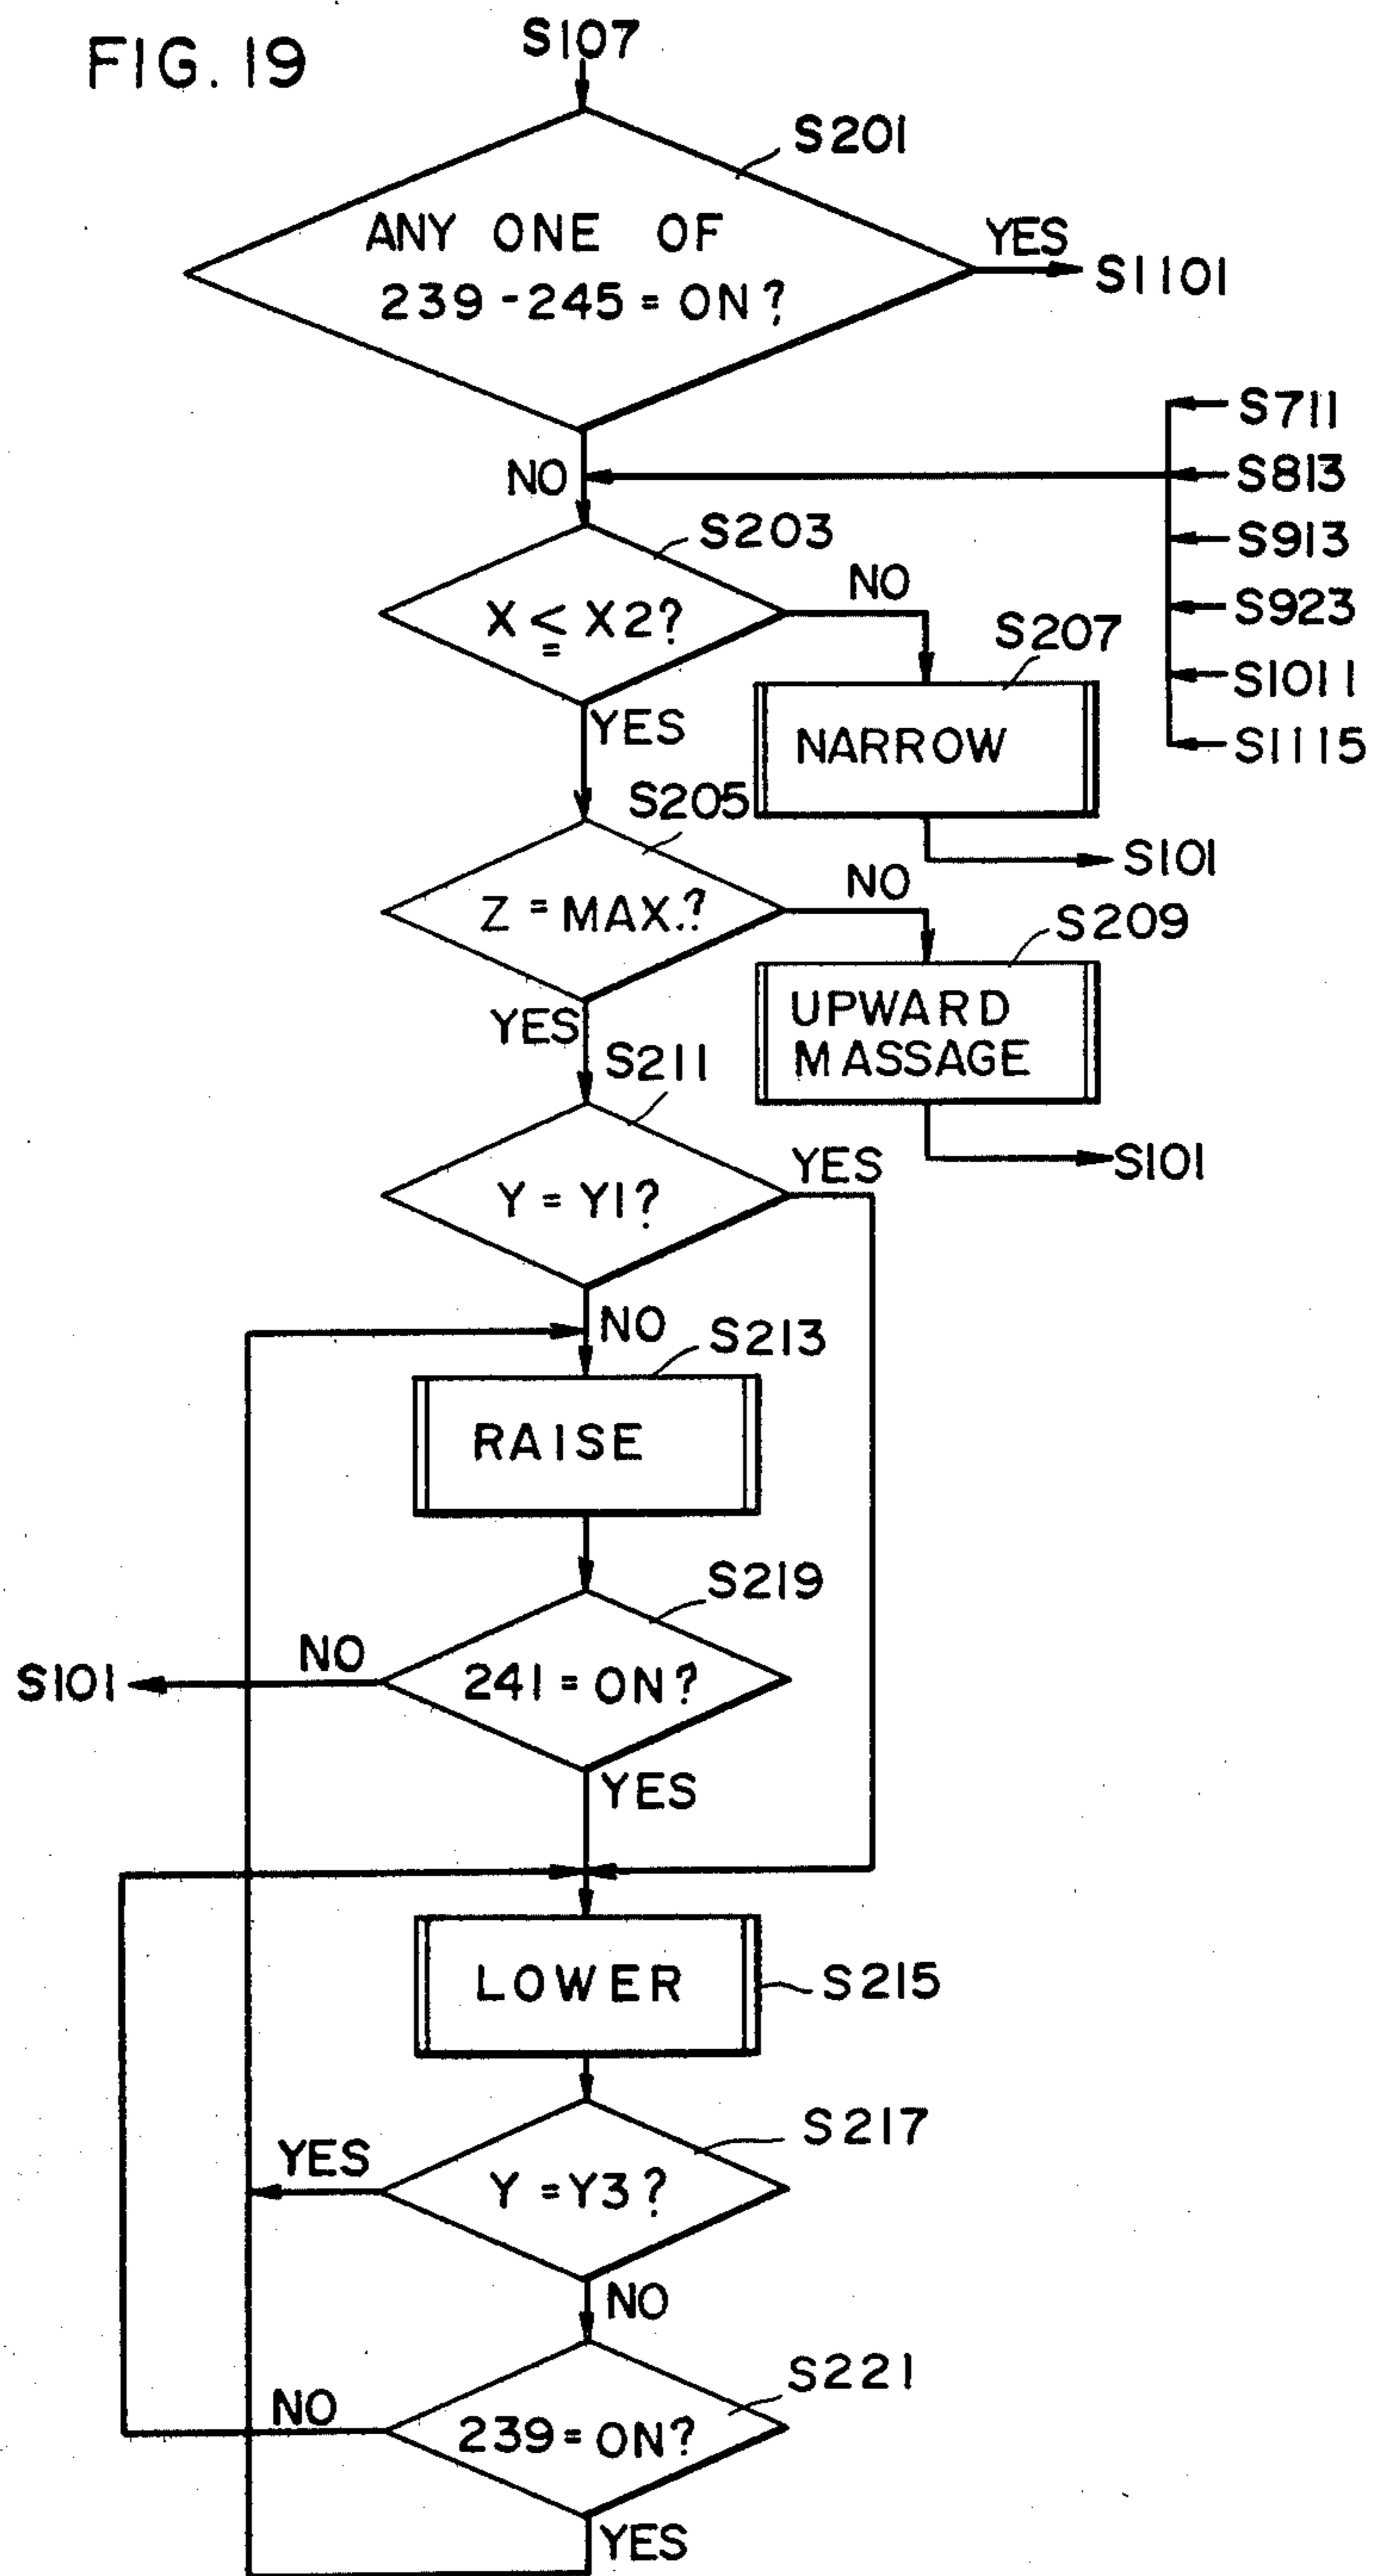 FIG. 19
S107
S201
ANY ONE OF
239-245 = ON?
YES
S1101
NO
S711
S813
S913
S923
S1011
S1115
S203
X ≦ X2?
NO
S207
NARROW
S101
YES
S205
Z = MAX.?
NO
S209
UPWARD
MASSAGE
S101
YES
S211
Y = Y1?
YES
NO
S213
RAISE
S219
241 = ON?
NO
S101
YES
LOWER
S215
S217
Y = Y3?
YES
NO
S221
239 = ON?
NO
YES